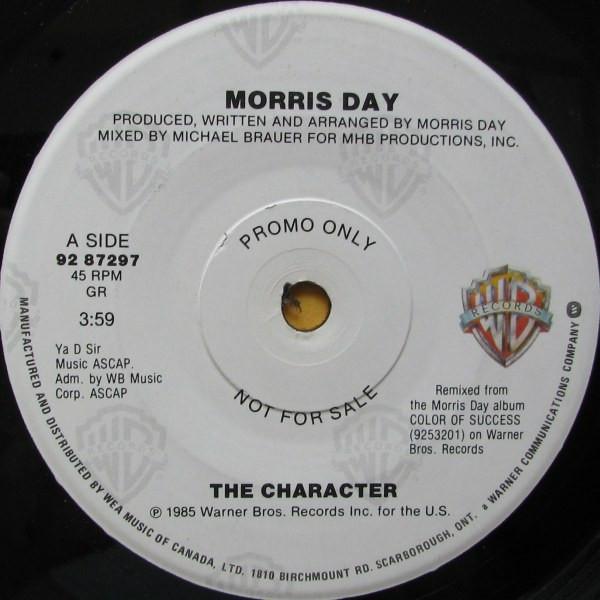 MORRIS DAY
PRODUCED, WRITTEN AND ARRANGED BY MORRIS DAY
MIXED BY MICHAEL BRAUER FOR MHB PRODUCTIONS, INC.
A SIDE
92 87297
45 RPM
GR
3:59
Ya D Sir
Music ASCAP.
Adm. by WB Music
Corp. ASCAP
PROMO ONLY
NOT FOR SALE
WB
RECORDS
Remixed from
the Morris Day album
COLOR OF SUCCESS
(9253201) on Warner
Bros. Records
THE CHARACTER
℗ 1985 Warner Bros. Records Inc. for the U.S.
MANUFACTURED AND DISTRIBUTED BY WEA MUSIC OF CANADA, LTD. 1810 BIRCHMOUNT RD. SCARBOROUGH, ONT. a WARNER COMMUNICATIONS COMPANY